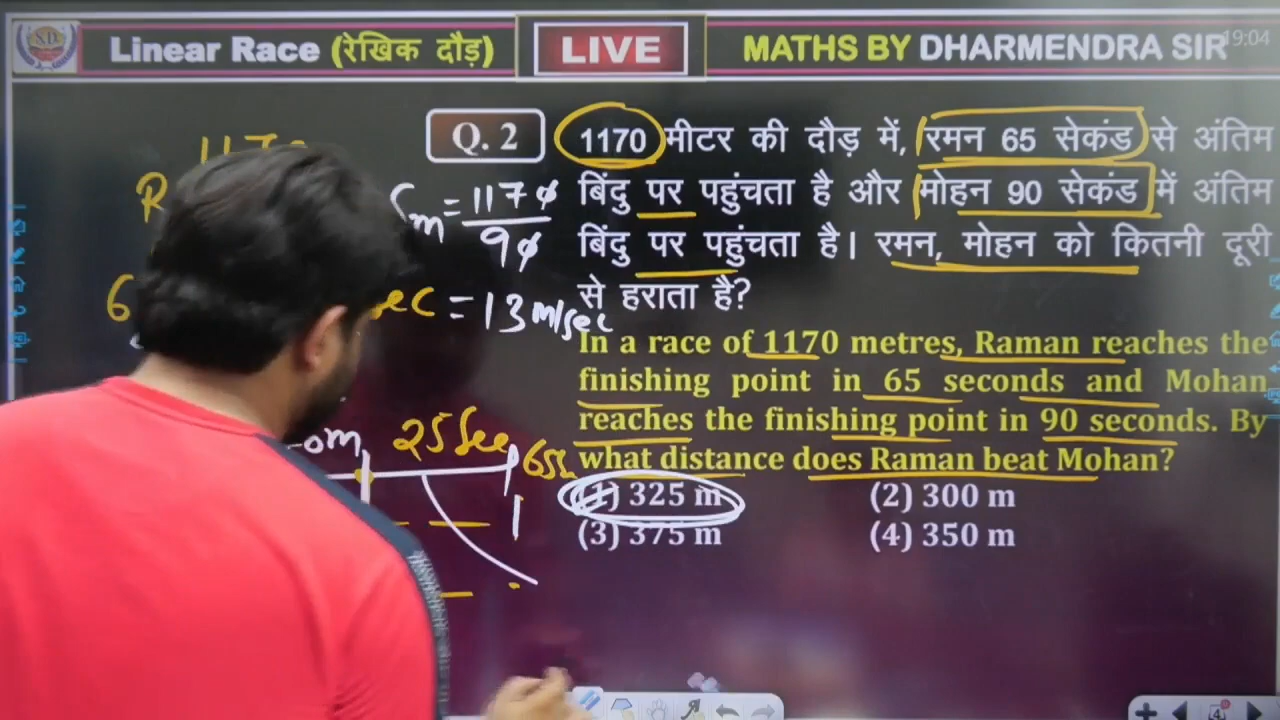 S.D.
Linear Race (रेखिक दौड़)
LIVE
MATHS BY DHARMENDRA SIR
19:04
Q. 2
1170 मीटर की दौड़ में, रमन 65 सेकंड से अंतिम
बिंदु पर पहुंचता है और मोहन 90 सेकंड में अंतिम
बिंदु पर पहुंचता है। रमन, मोहन को कितनी दूरी
से हराता है?
In a race of 1170 metres, Raman reaches the
finishing point in 65 seconds and Mohan
reaches the finishing point in 90 seconds. By
what distance does Raman beat Mohan?
(1) 325 m (2) 300 m
(3) 375 m (4) 350 m
R
m = 1170
90
6 sec = 13 m/sec
0m 25 Sec 65